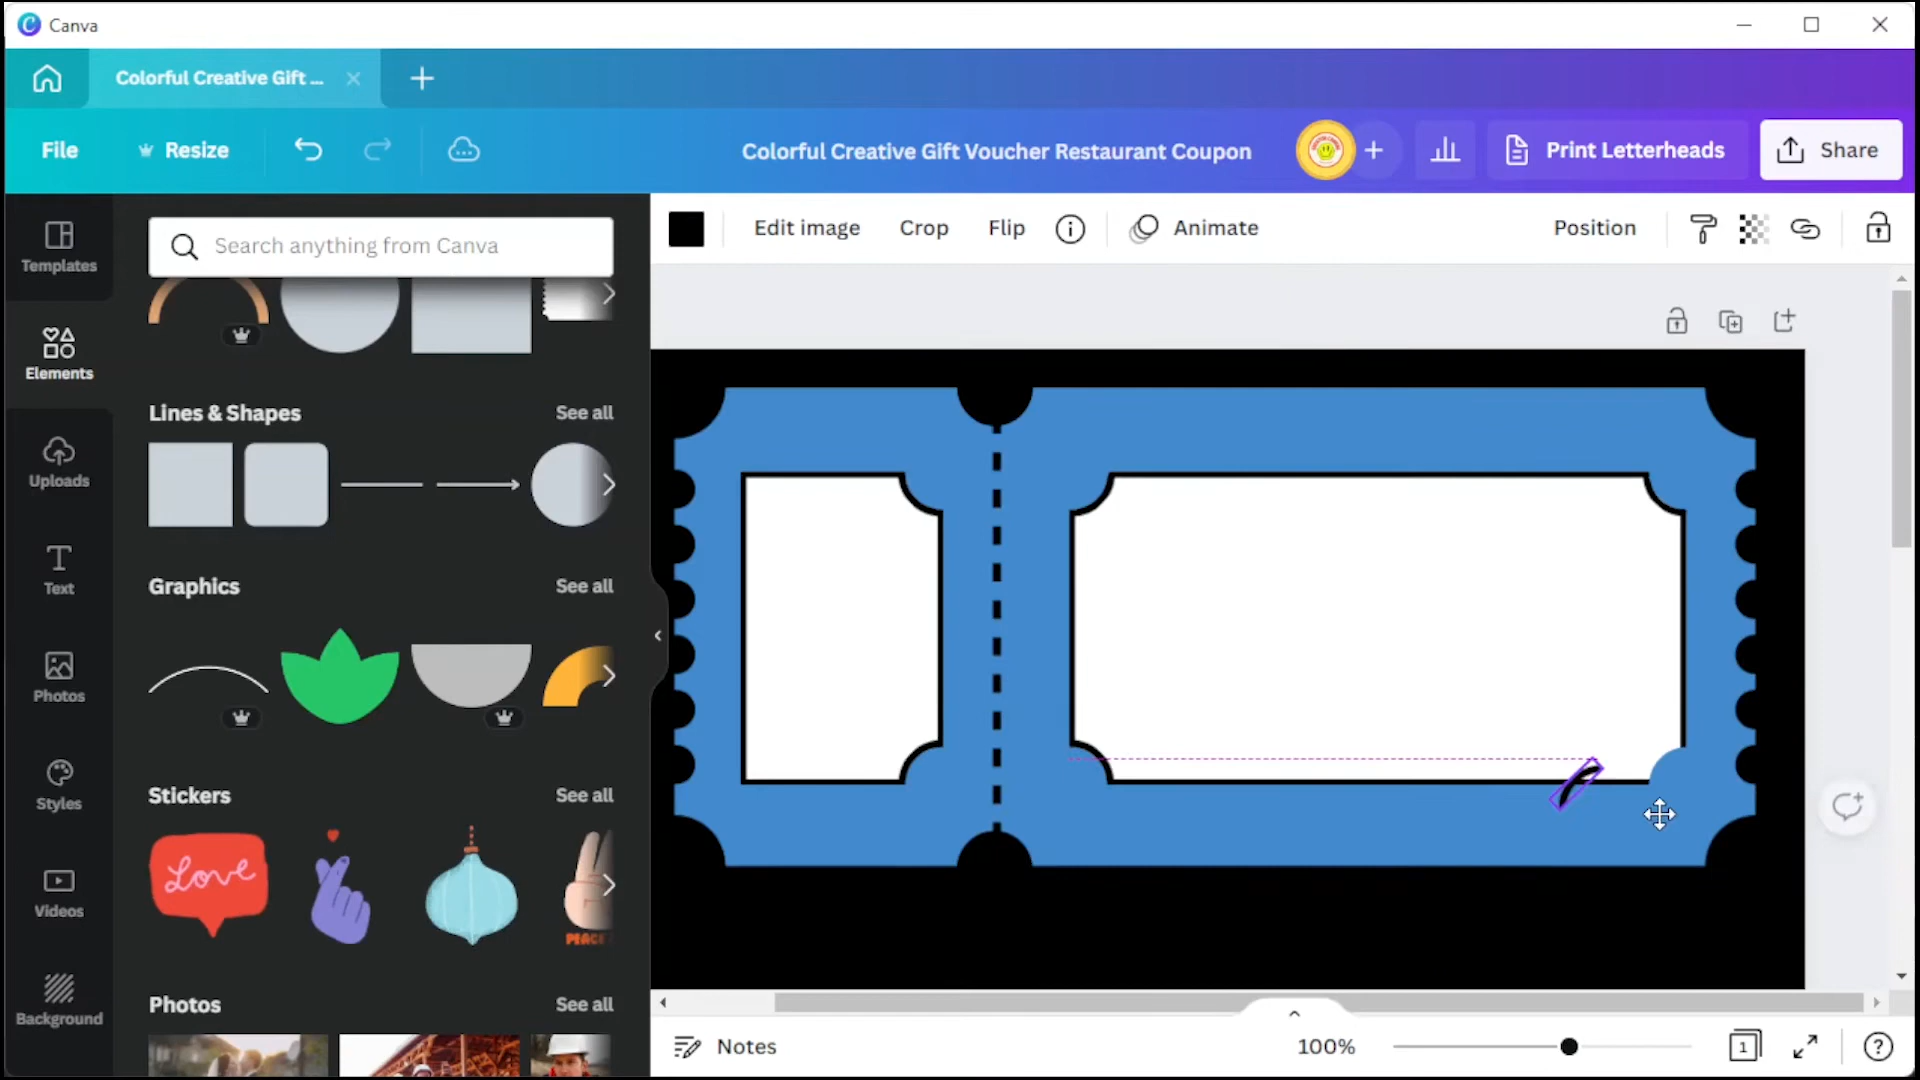 Canva
Colorful Creative Gift ...
File
Resize
Colorful Creative Gift Voucher Restaurant Coupon
Print Letterheads
Share
Templates
Elements
Uploads
Text
Photos
Styles
Videos
Background
Search anything from Canva
Lines & Shapes
See all
Graphics
See all
Stickers
See all
Love
PEACE
Photos
See all
Edit image
Crop
Flip
Animate
Position
Notes
100%
1